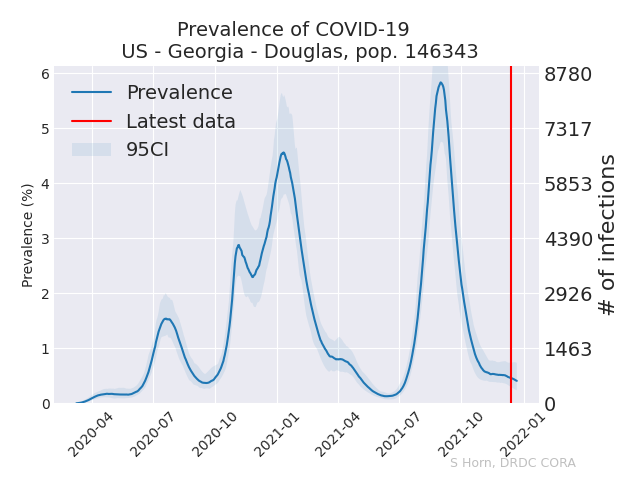 Prevalence of COVID-19
US - Georgia - Douglas, pop. 146343
Prevalence
Latest data
95CI
6
5
4
3
2
1
0
Prevalence (%)
8780
7317
5853
4390
2926
1463
0
# of infections
2020-04
2020-07
2020-10
2021-01
2021-04
2021-07
2021-10
2022-01
S Horn, DRDC CORA